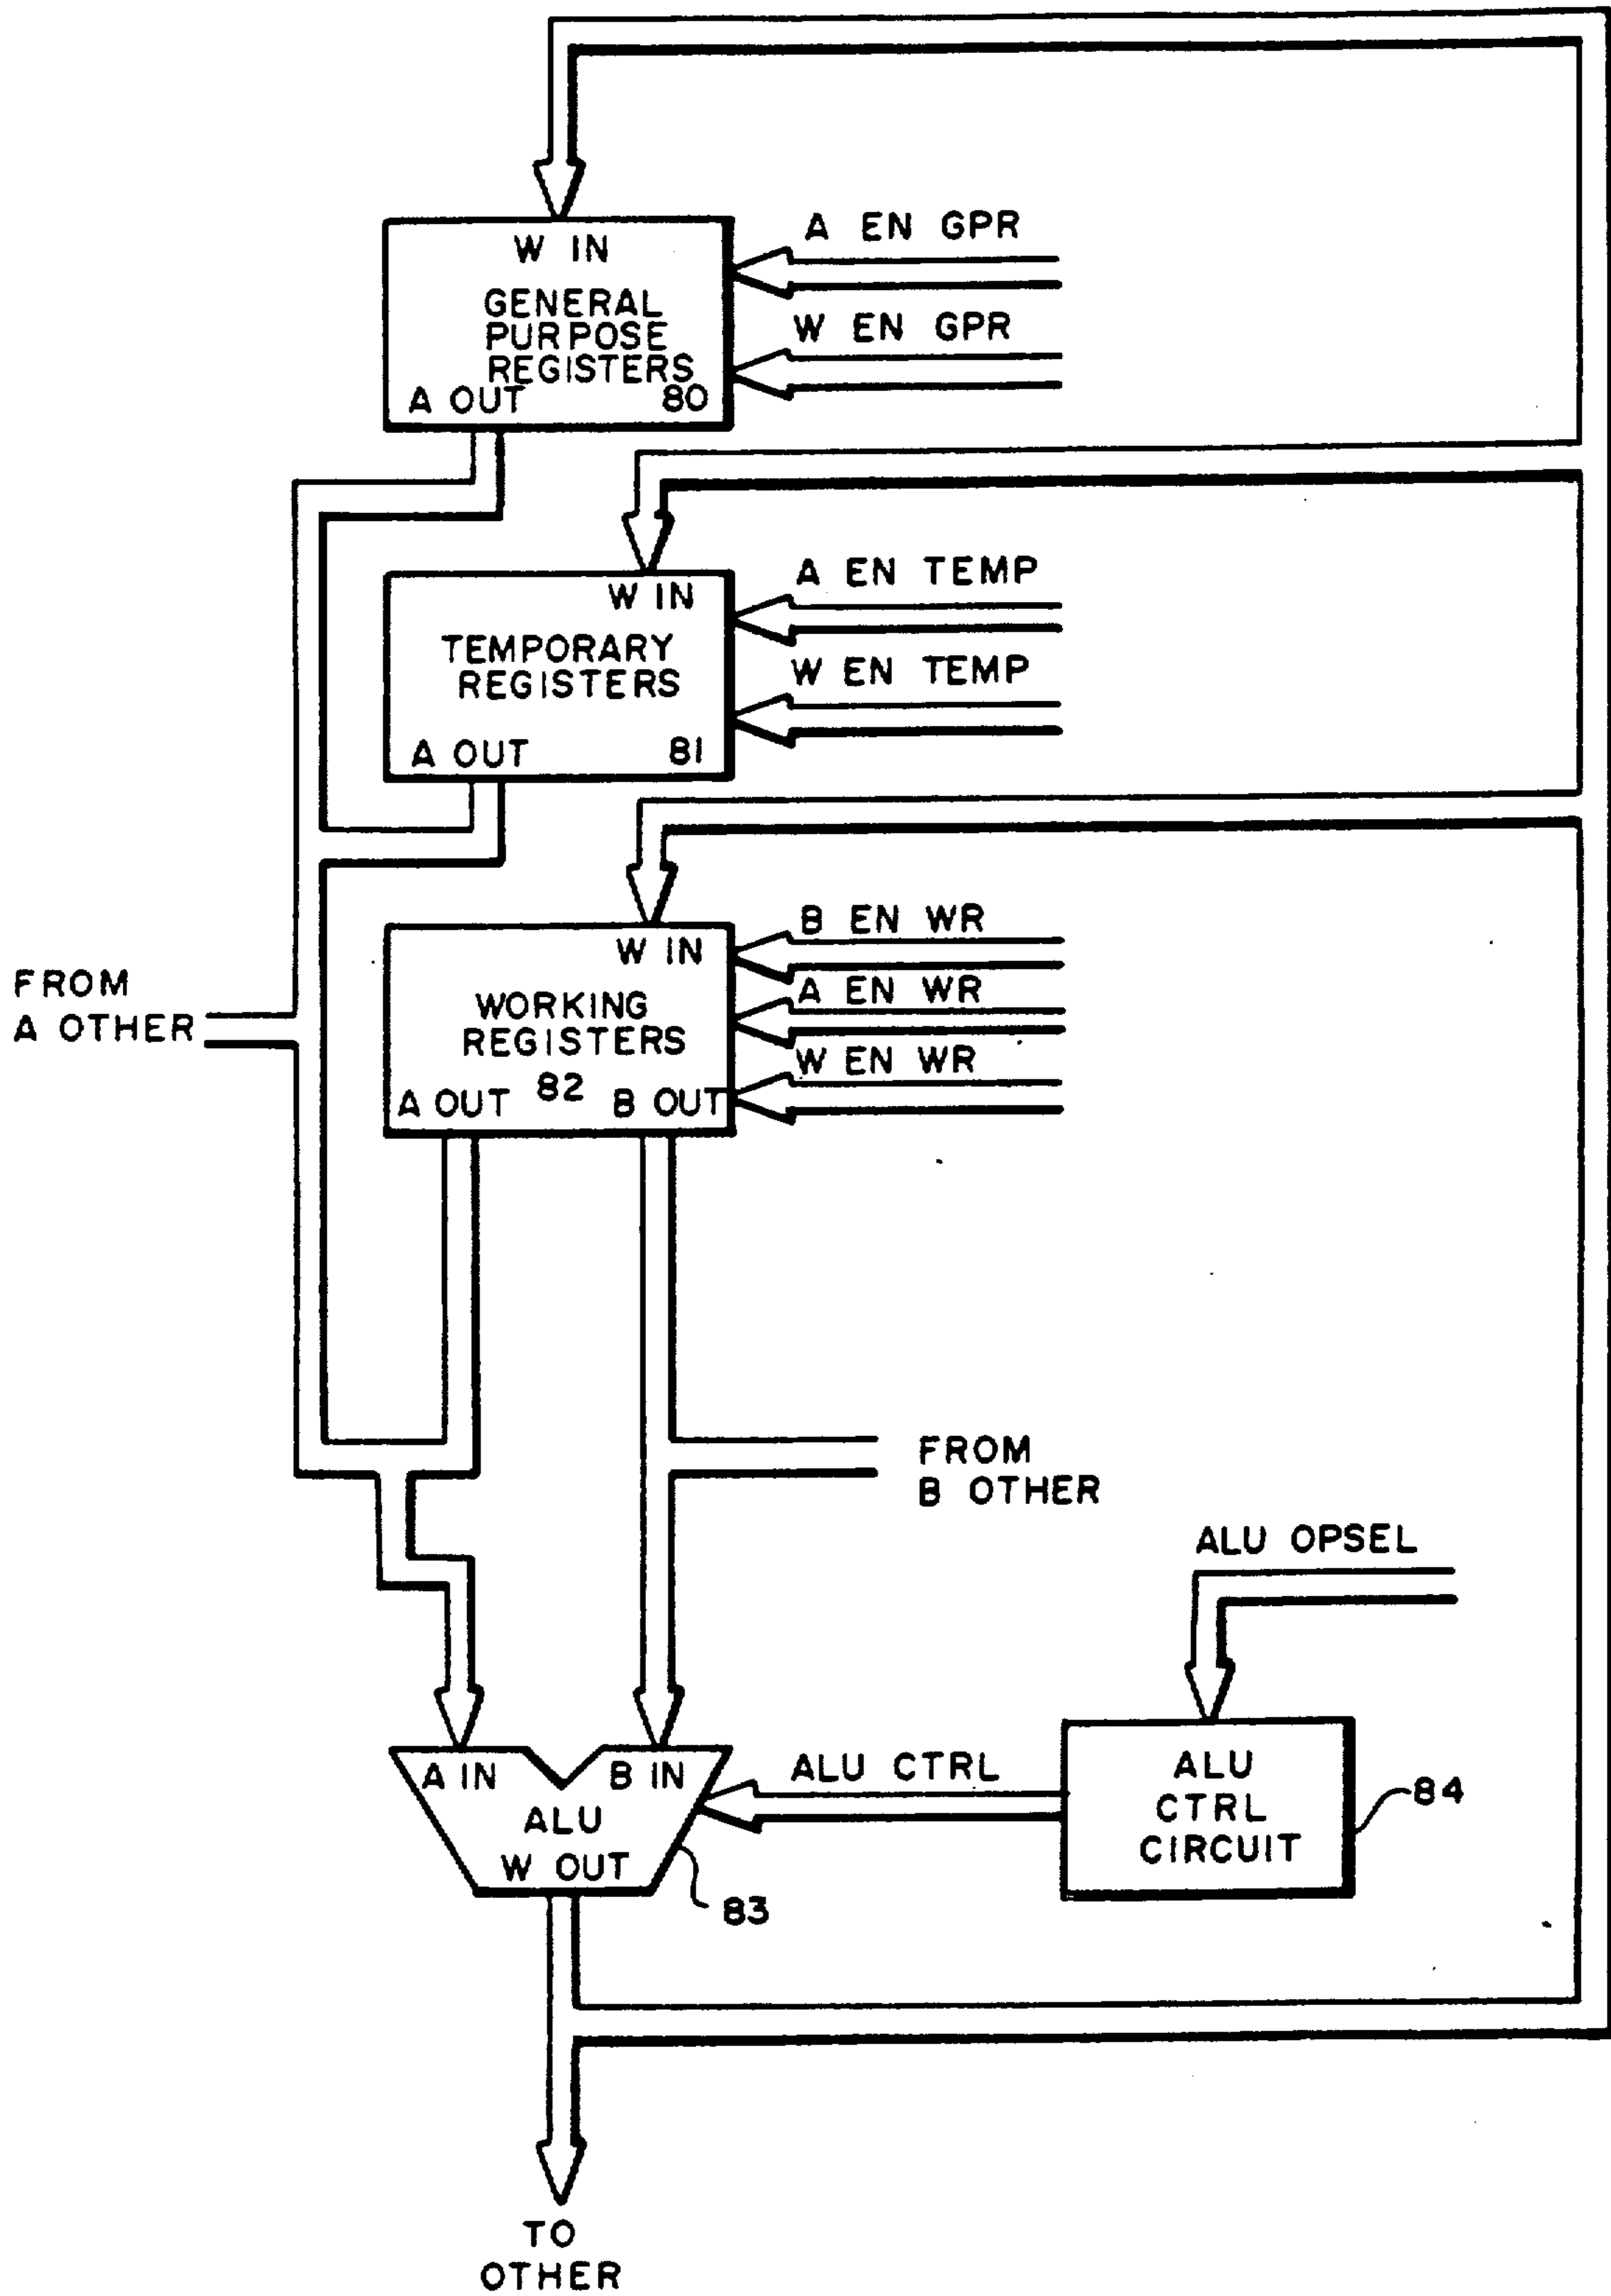 W IN
GENERAL
PURPOSE
REGISTERS
A OUT 80
A EN GPR
W EN GPR
W IN
TEMPORARY
REGISTERS
A OUT 81
A EN TEMP
W EN TEMP
W IN
WORKING
REGISTERS
82
A OUT B OUT
B EN WR
A EN WR
W EN WR
FROM
A OTHER
FROM
B OTHER
ALU OPSEL
A IN B IN
ALU
W OUT
83
ALU CTRL
ALU
CTRL
CIRCUIT
84
TO
OTHER